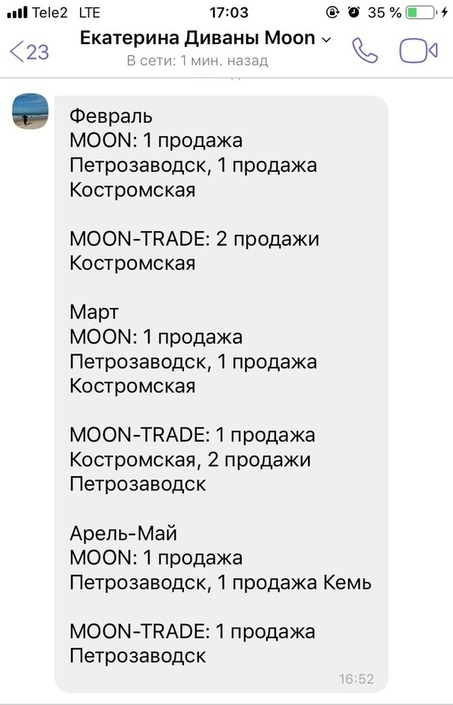 Tele2 LTE 17:03 35 %
23 Екатерина Диваны Moon
В сети: 1 мин. назад
Февраль
MOON: 1 продажа
Петрозаводск, 1 продажа
Костромская
MOON-TRADE: 2 продажи
Костромская
Март
MOON: 1 продажа
Петрозаводск, 1 продажа
Костромская
MOON-TRADE: 1 продажа
Костромская, 2 продажи
Петрозаводск
Арель-Май
MOON: 1 продажа
Петрозаводск, 1 продажа Кемь
MOON-TRADE: 1 продажа
Петрозаводск
16:52